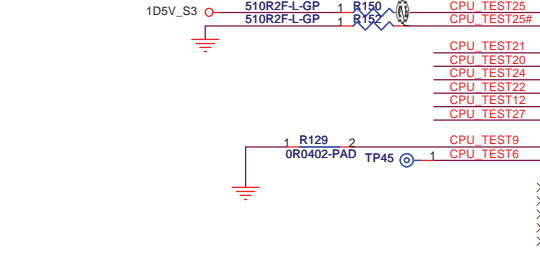 510R2F-L-GP 1 R150 CPU_TEST25
1D5V_S3
510R2F-L-GP 1 R152 CPU_TEST25#
CPU_TEST21
CPU_TEST20
CPU_TEST24
CPU_TEST22
CPU_TEST12
CPU_TEST27
1 R129 2 CPU_TEST9
0R0402-PAD TP45 1 CPU_TEST6